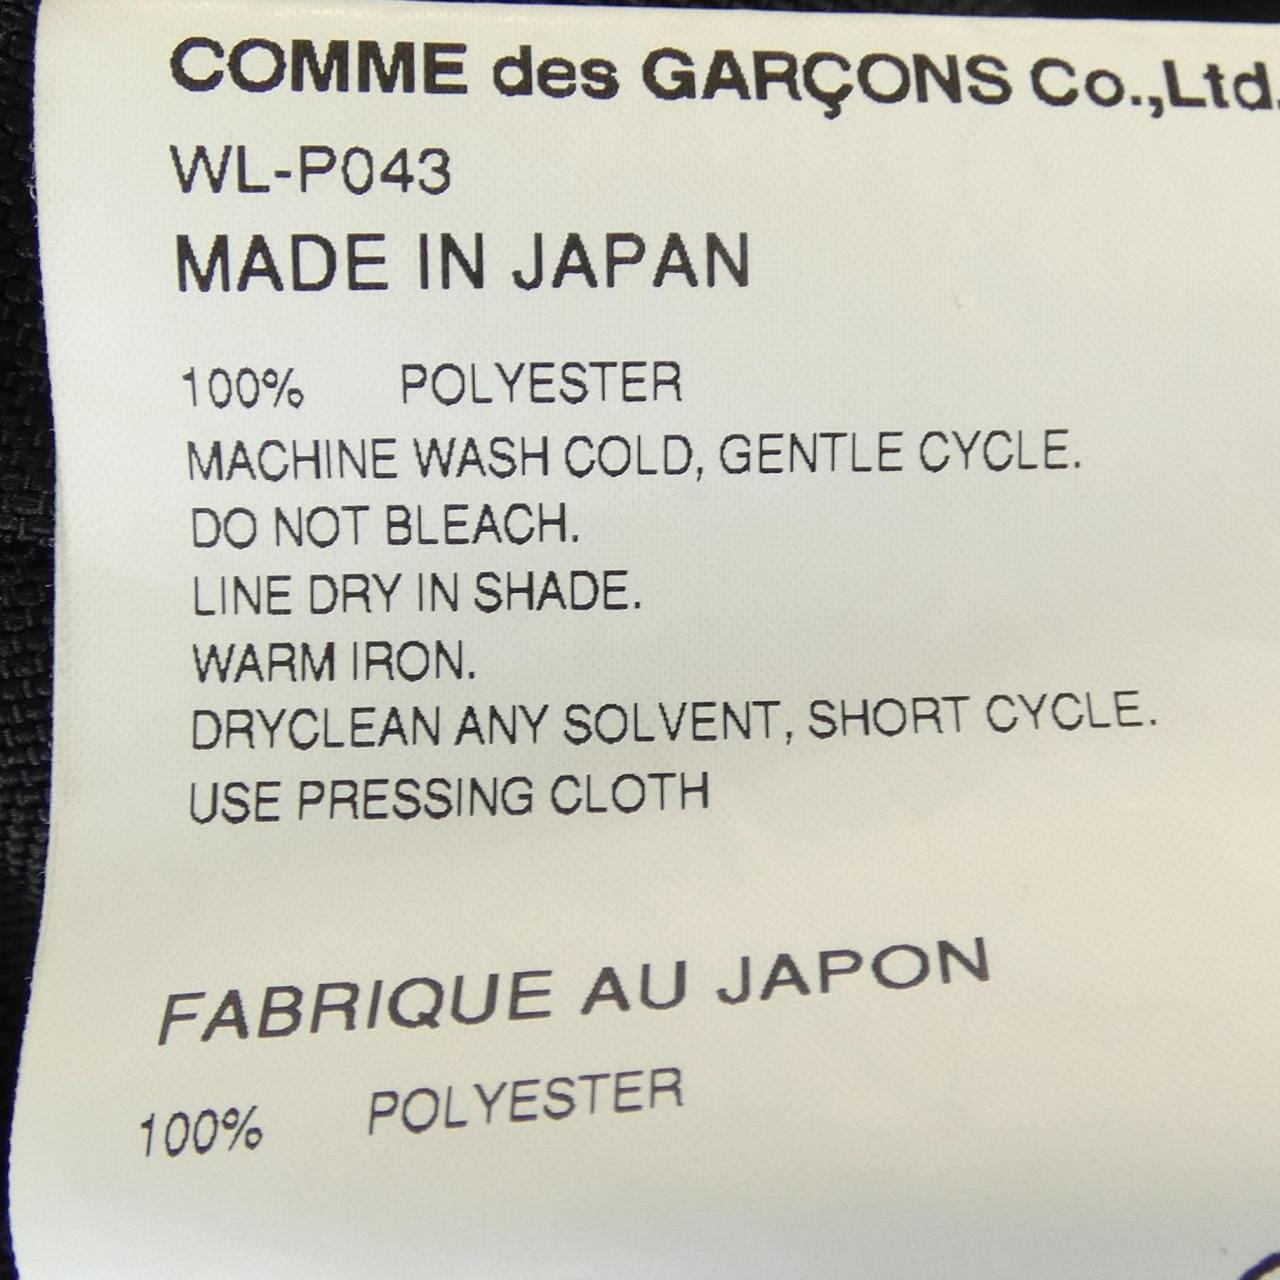 COMME des GARÇONS Co.,Ltd.
WL-P043
MADE IN JAPAN
100% POLYESTER
MACHINE WASH COLD, GENTLE CYCLE.
DO NOT BLEACH.
LINE DRY IN SHADE.
WARM IRON.
DRYCLEAN ANY SOLVENT, SHORT CYCLE.
USE PRESSING CLOTH
FABRIQUE AU JAPON
100% POLYESTER